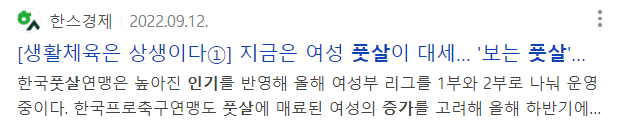 한스경제 2022.09.12.
[생활체육은 상생이다①] 지금은 여성 풋살이 대세... '보는 풋살'...
한국풋살연맹은 높아진 인기를 반영해 올해 여성부 리그를 1부와 2부로 나눠 운영
중이다. 한국프로축구연맹도 풋살에 매료된 여성의 증가를 고려해 올해 하반기에...